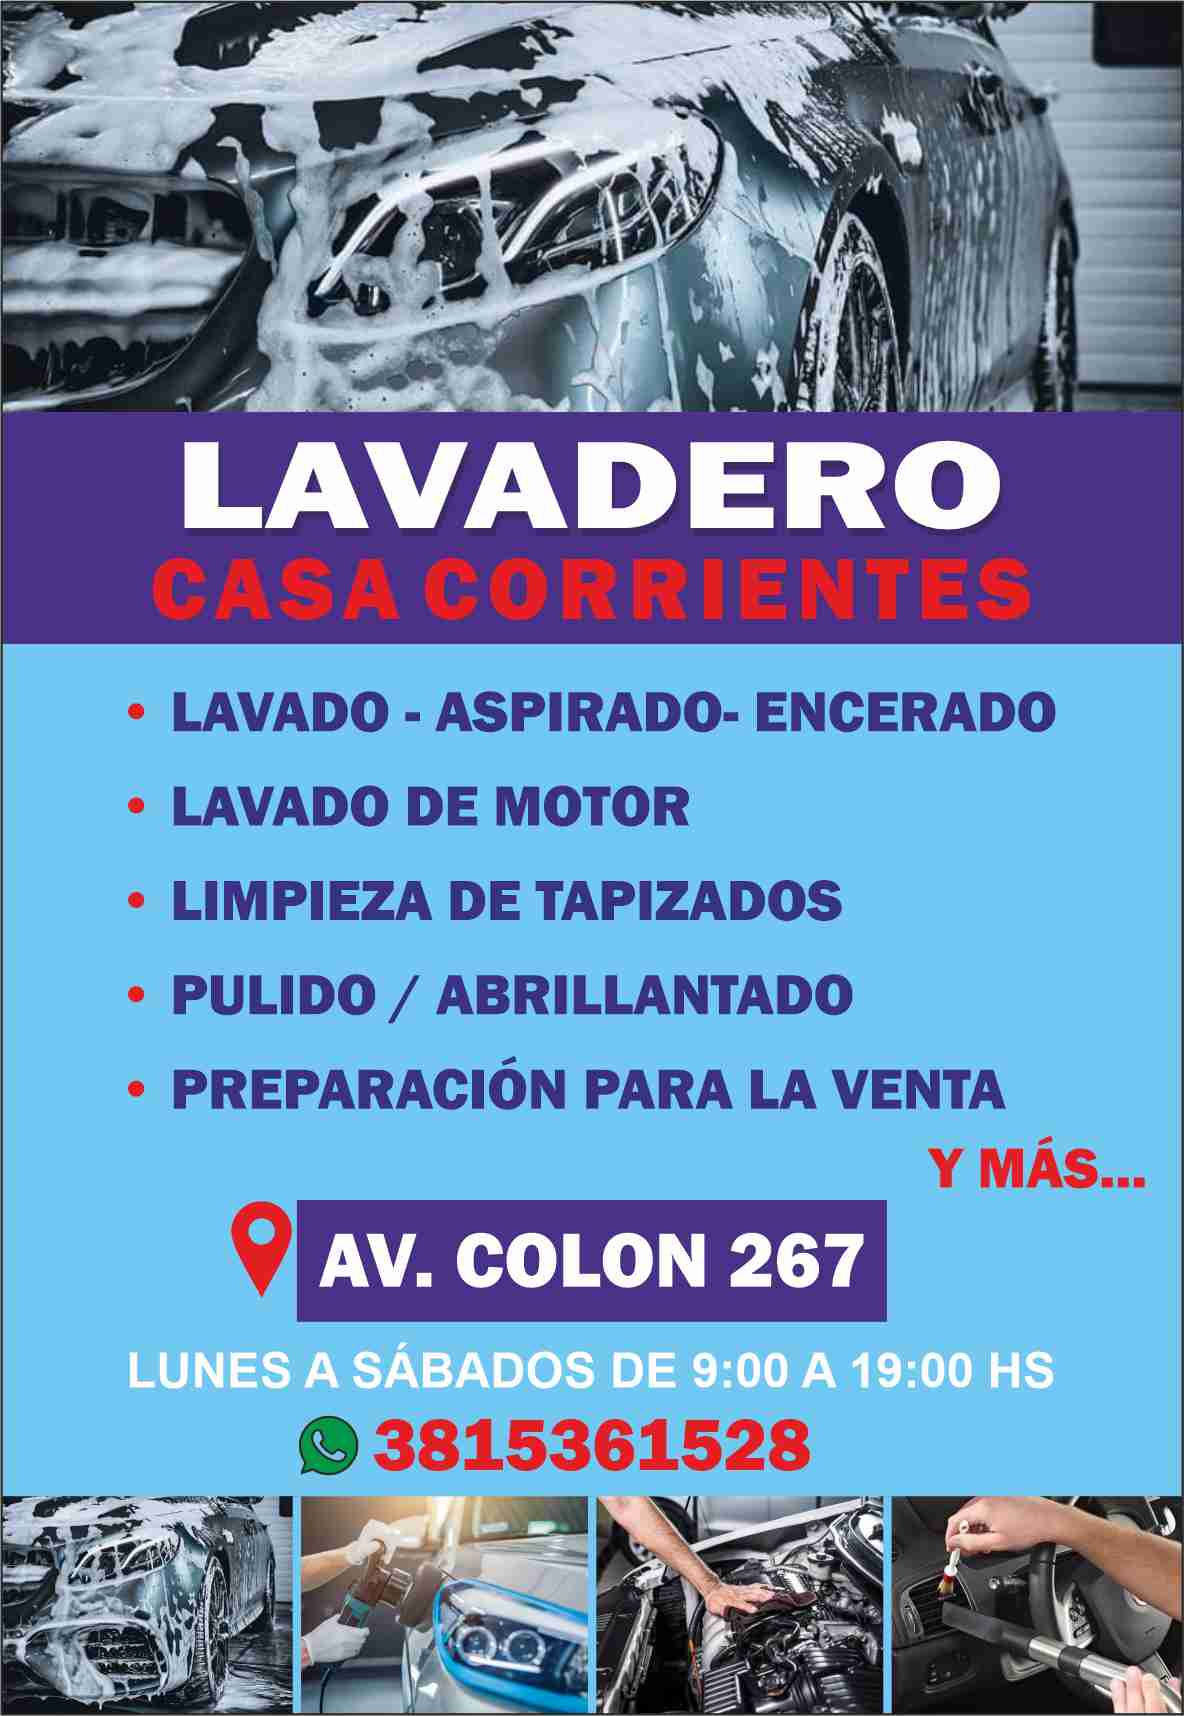 LAVADERO
CASA CORRIENTES
• LAVADO - ASPIRADO- ENCERADO
• LAVADO DE MOTOR
• LIMPIEZA DE TAPIZADOS
• PULIDO / ABRILLANTADO
• PREPARACIÓN PARA LA VENTA
Y MÁS...
AV. COLON 267
LUNES A SÁBADOS DE 9:00 A 19:00 HS
3815361528